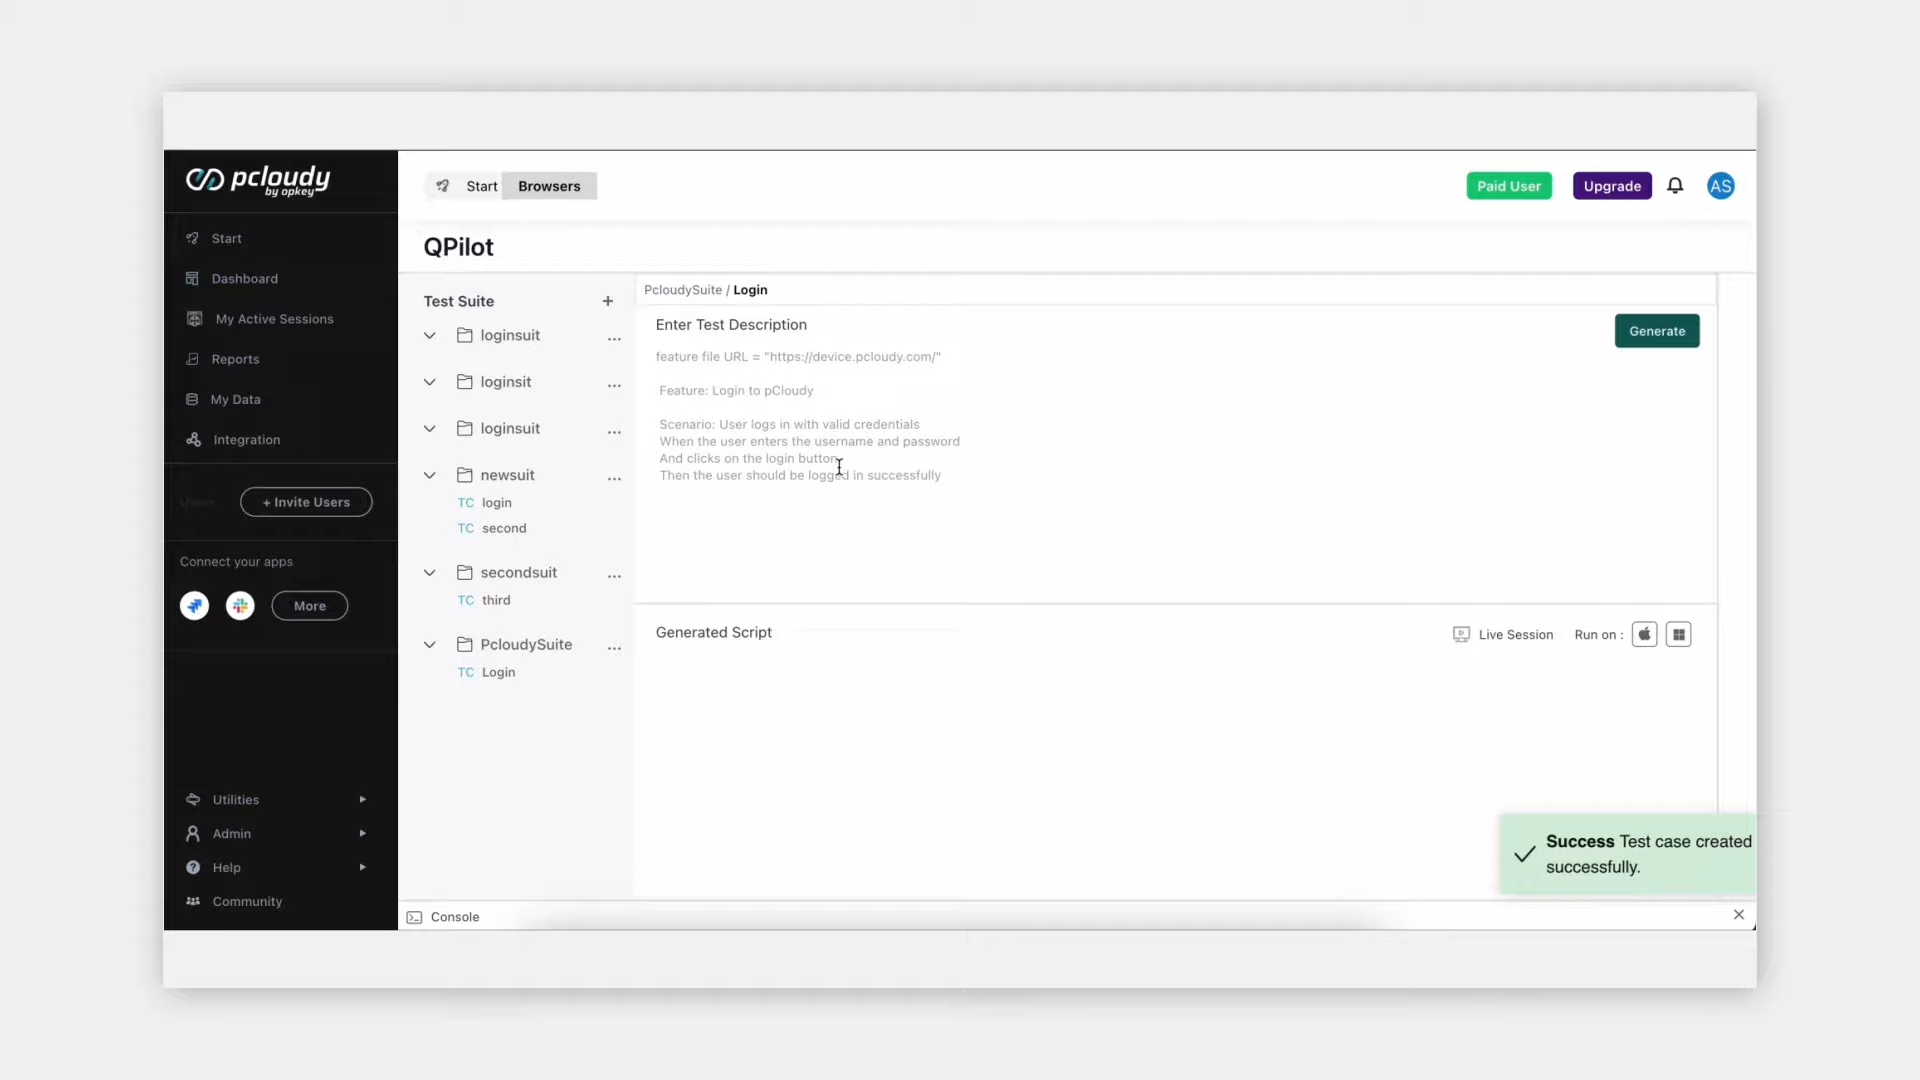 pcloudy
by opkey
Start
Dashboard
My Active Sessions
Reports
My Data
Integration
+ Invite Users
Connect your apps
More
Utilities
Admin
Help
Community
Start Browsers
Paid User
Upgrade
AS
QPilot
Test Suite +
loginsuit ...
loginsit ...
loginsuit ...
newsuit ...
TC login
TC second
secondsuit ...
TC third
PcloudySuite ...
TC Login
PcloudySuite / Login
Enter Test Description
Generate
feature file URL = "https://device.pcloudy.com/"
Feature: Login to pCloudy
Scenario: User logs in with valid credentials
When the user enters the username and password
And clicks on the login button
Then the user should be logged in successfully
Generated Script
Live Session
Run on :
Success Test case created
successfully.
Console